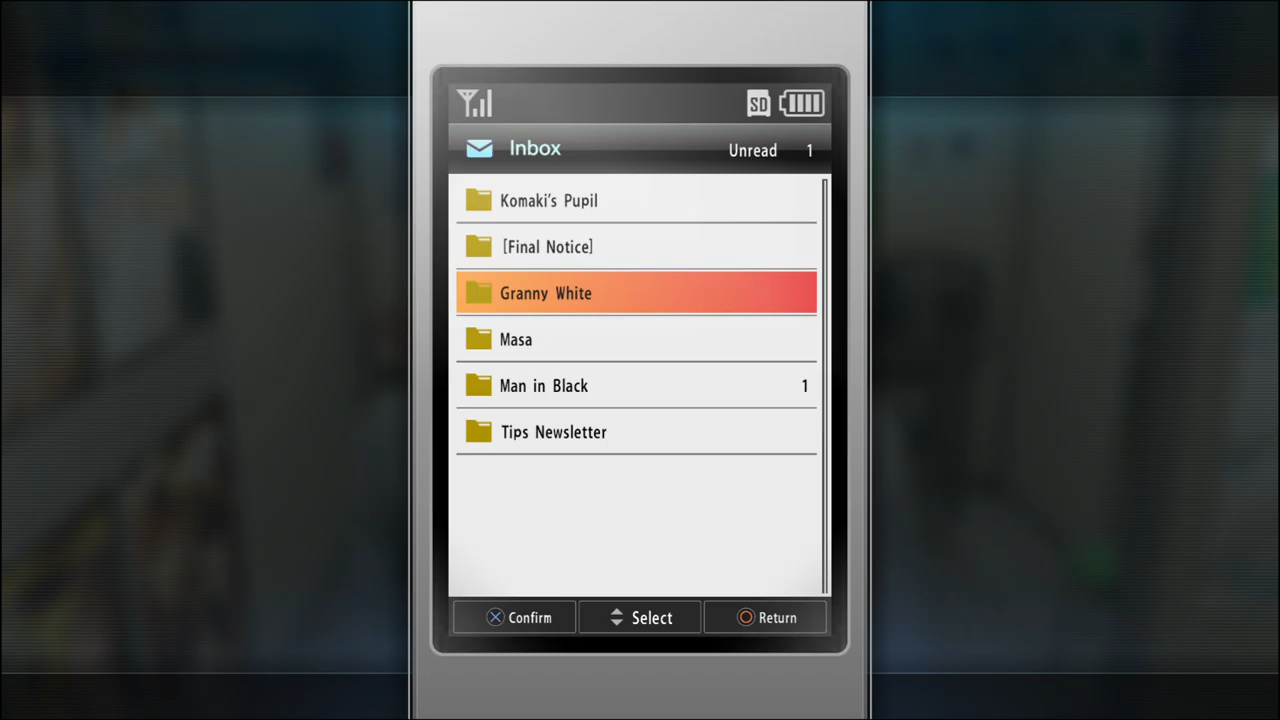 SD
Inbox Unread 1
Komaki's Pupil
[Final Notice]
Granny White
Masa
Man in Black 1
Tips Newsletter
Confirm Select Return